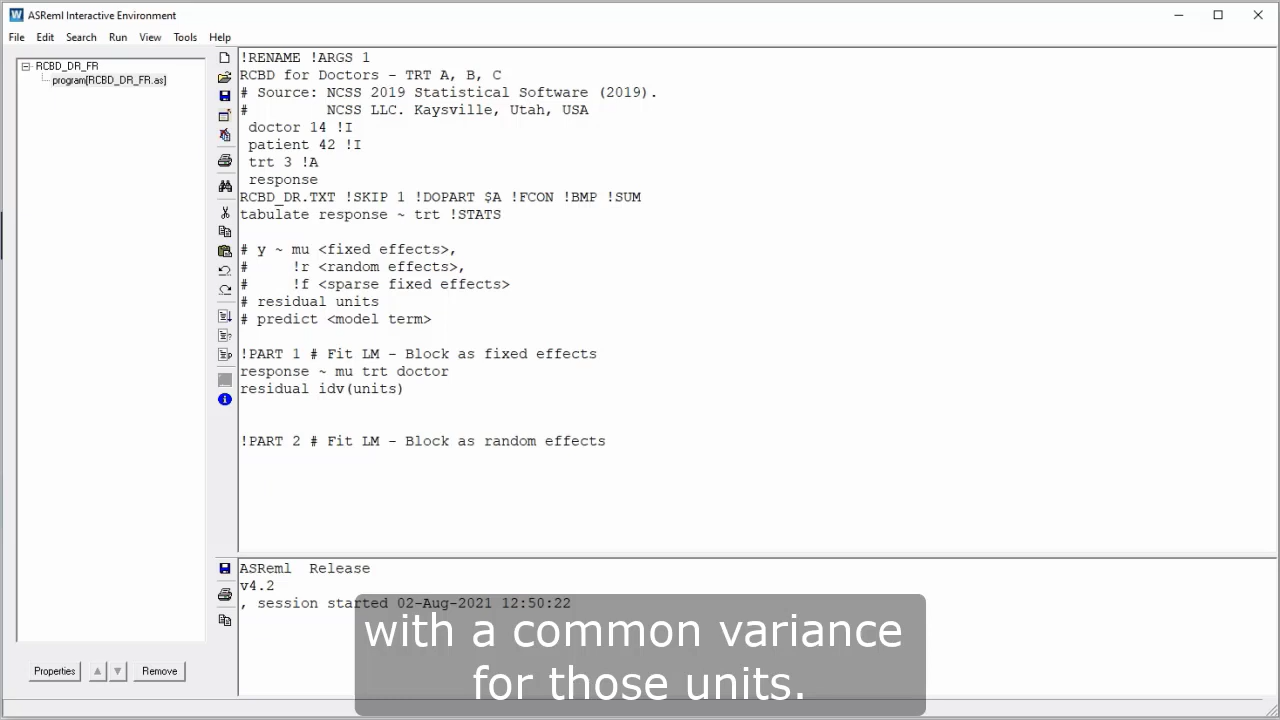 ASReml Interactive Environment
File Edit Search Run View Tools Help
RCBD_DR_FR
program[RCBD_DR_FR.as]
!RENAME !ARGS 1
RCBD for Doctors - TRT A, B, C
# Source: NCSS 2019 Statistical Software (2019).
# NCSS LLC. Kaysville, Utah, USA
doctor 14 !I
patient 42 !I
trt 3 !A
response
RCBD_DR.TXT !SKIP 1 !DOPART $A !FCON !BMP !SUM
tabulate response ~ trt !STATS
# y ~ mu <fixed effects>,
# !r <random effects>,
# !f <sparse fixed effects>
# residual units
# predict <model term>
!PART 1 # Fit LM - Block as fixed effects
response ~ mu trt doctor
residual idv(units)
!PART 2 # Fit LM - Block as random effects
ASReml Release
v4.2
, session started 02-Aug-2021 12:50:22
Properties Remove
with a common variance
for those units.